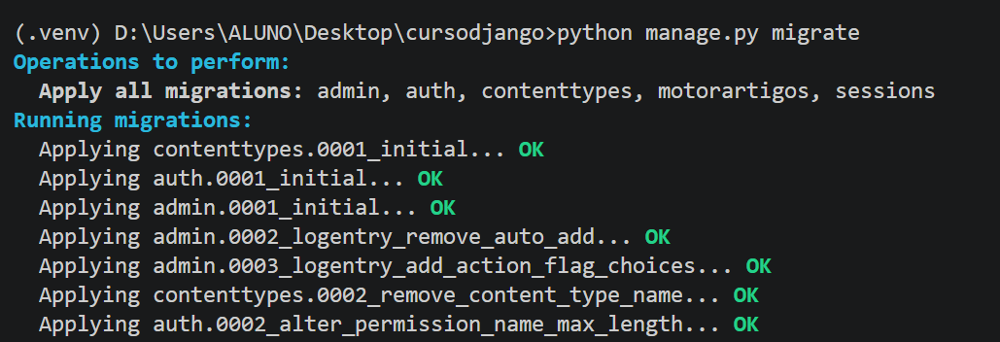 (.venv) D:\Users\ALUNO\Desktop\cursodjango>python manage.py migrate
Operations to perform:
  Apply all migrations: admin, auth, contenttypes, motorartigos, sessions
Running migrations:
  Applying contenttypes.0001_initial... OK
  Applying auth.0001_initial... OK
  Applying admin.0001_initial... OK
  Applying admin.0002_logentry_remove_auto_add... OK
  Applying admin.0003_logentry_add_action_flag_choices... OK
  Applying contenttypes.0002_remove_content_type_name... OK
  Applying auth.0002_alter_permission_name_max_length... OK